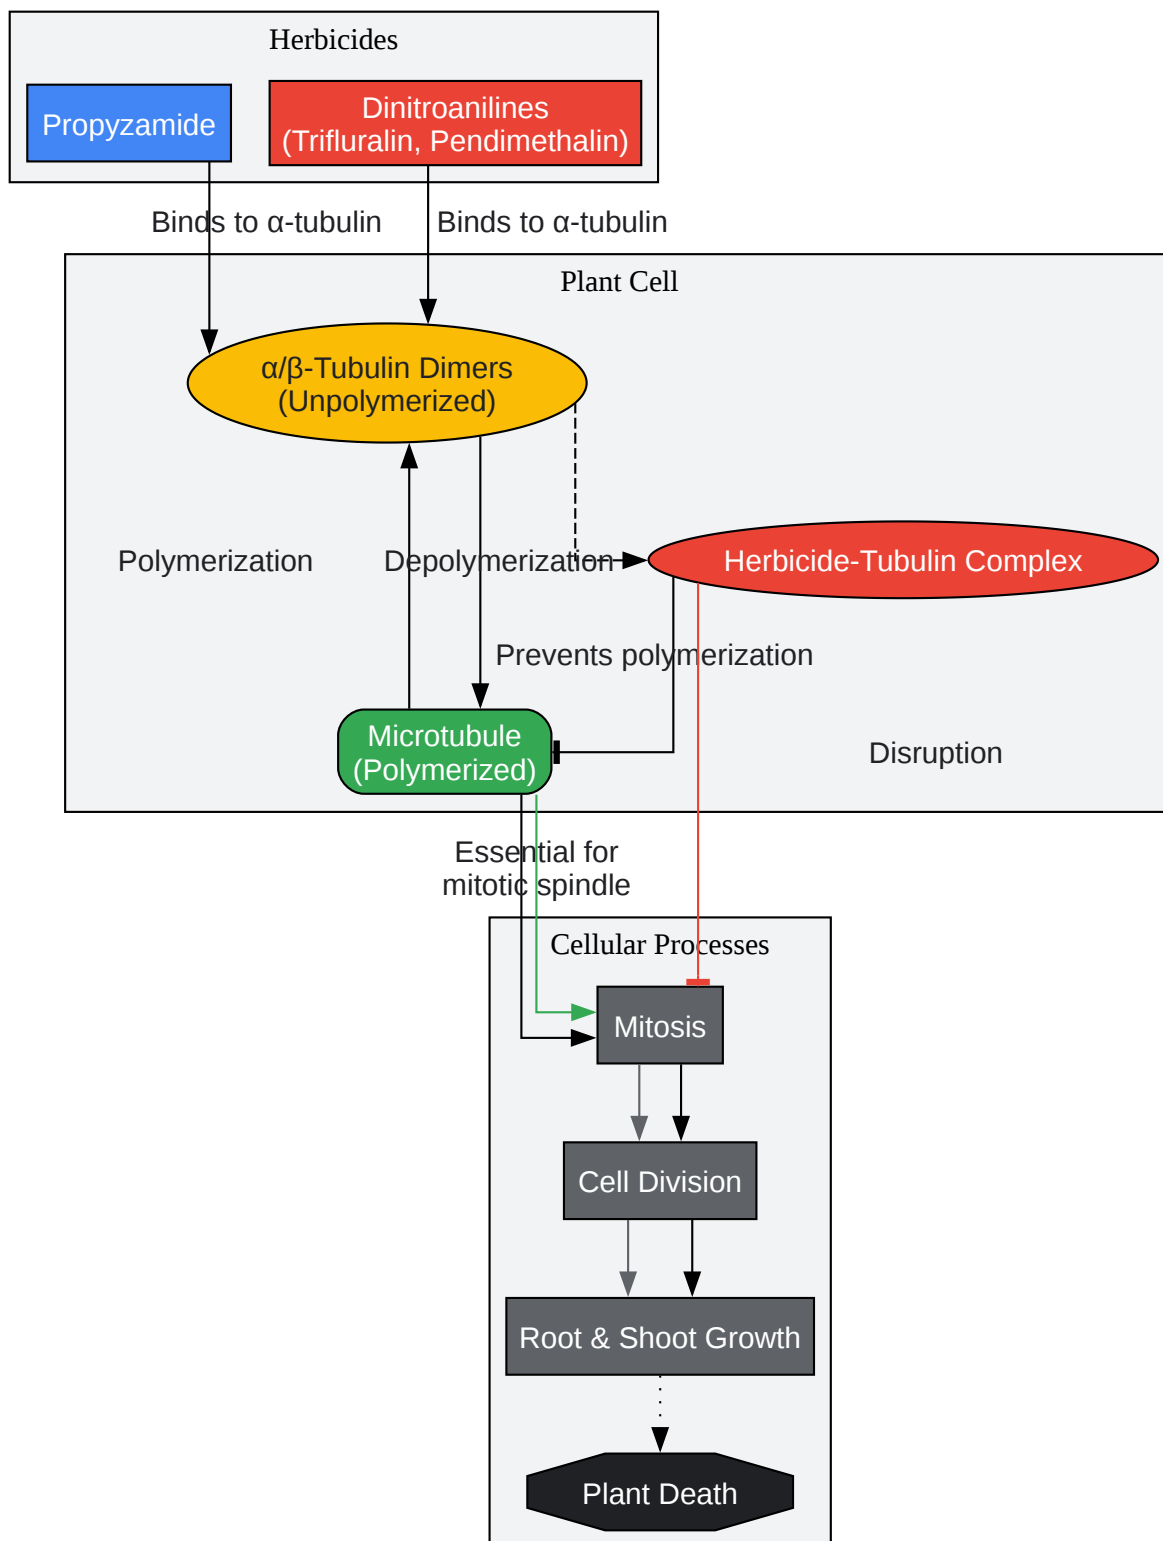 Herbicides
Propyzamide
Dinitroanilines
(Trifluralin, Pendimethalin)
Binds to α-tubulin
Binds to α-tubulin
Plant Cell
α/β-Tubulin Dimers
(Unpolymerized)
Polymerization
Depolymerization
Herbicide-Tubulin Complex
Prevents polymerization
Microtubule
(Polymerized)
Disruption
Essential for
mitotic spindle
Cellular Processes
Mitosis
Cell Division
Root & Shoot Growth
Plant Death